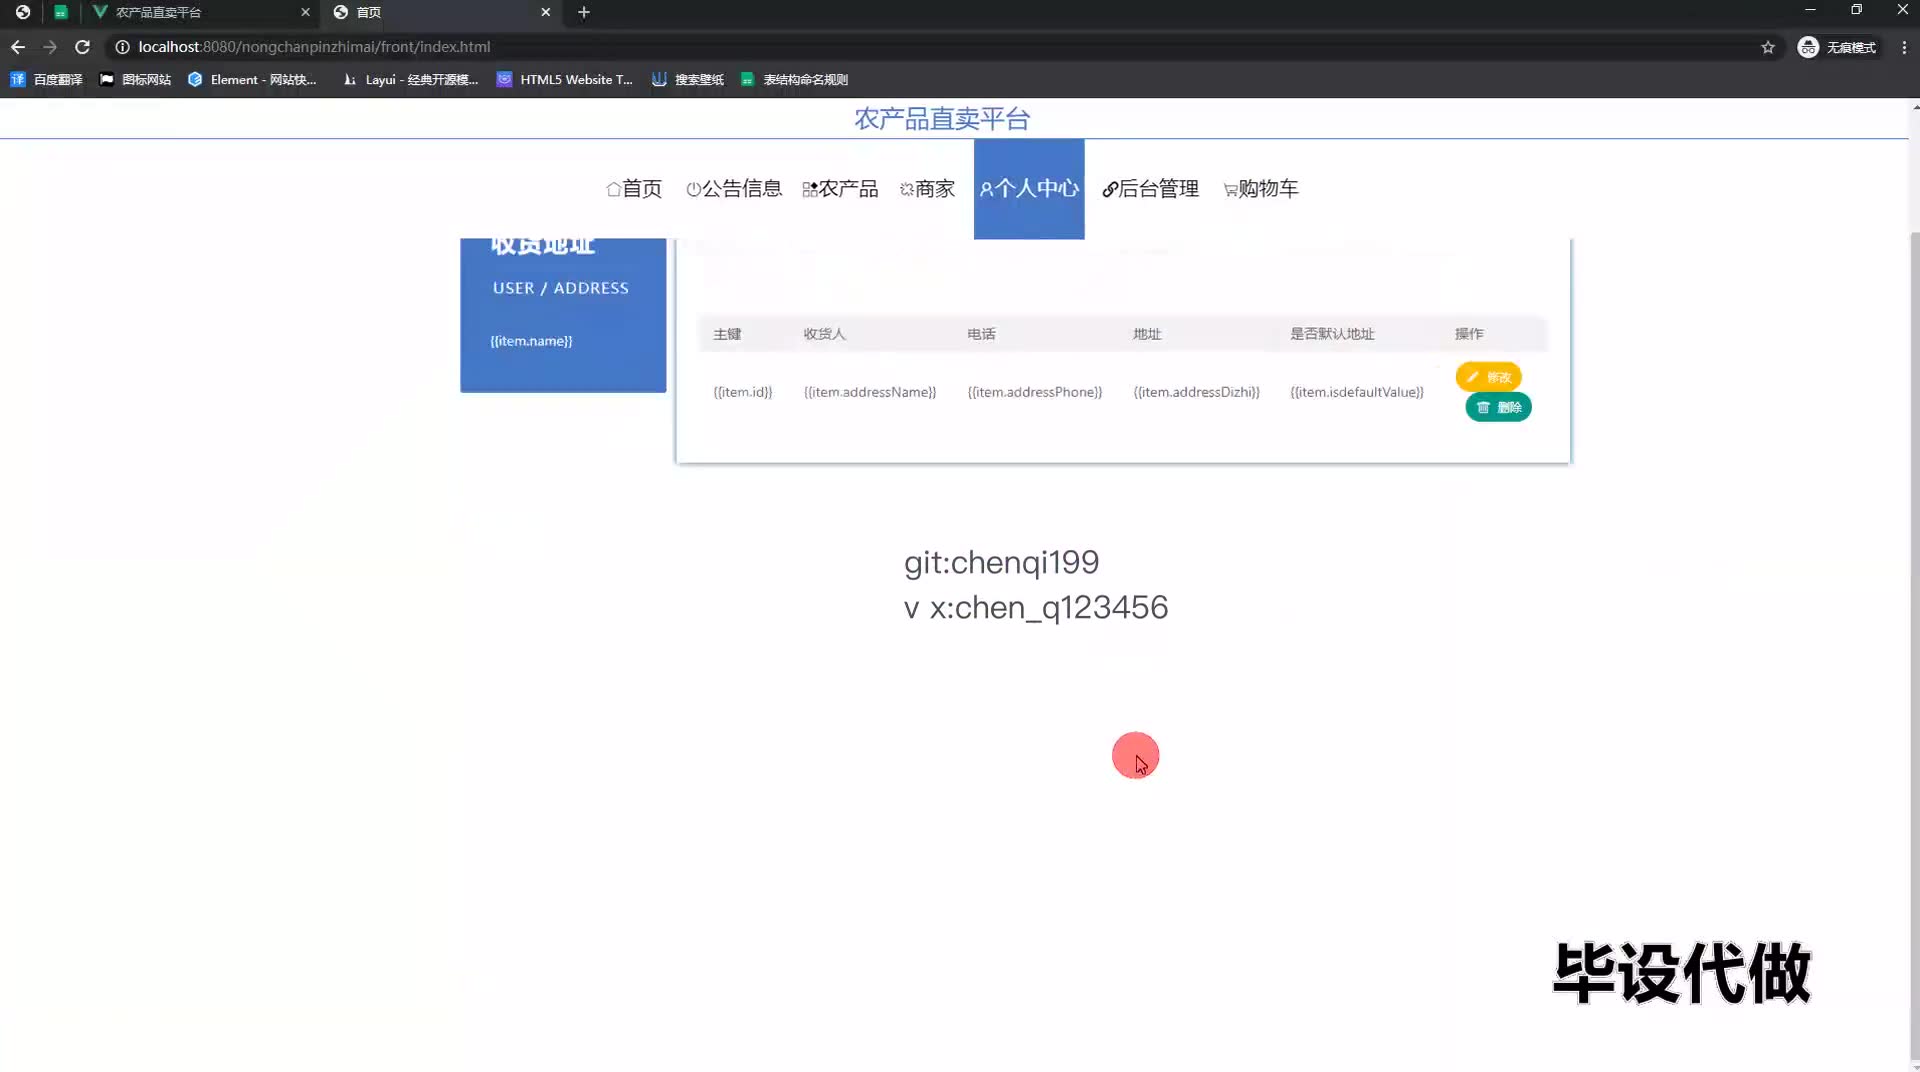 农产品直卖平台
首页
localhost:8080/nongchanpinzhimai/front/index.html
无痕模式
百度翻译
图标网站
Element - 网站快...
Layui - 经典开源模...
HTML5 Website T...
搜索壁纸
表结构命名规则
农产品直卖平台
首页
公告信息
农产品
商家
个人中心
后台管理
购物车
收货地址
USER / ADDRESS
{{item.name}}
主键
收货人
电话
地址
是否默认地址
操作
{{item.id}}
{{item.addressName}}
{{item.addressPhone}}
{{item.addressDizhi}}
{{item.isdefaultValue}}
修改
删除
git:chenqi199
v x:chen_q123456
毕设代做